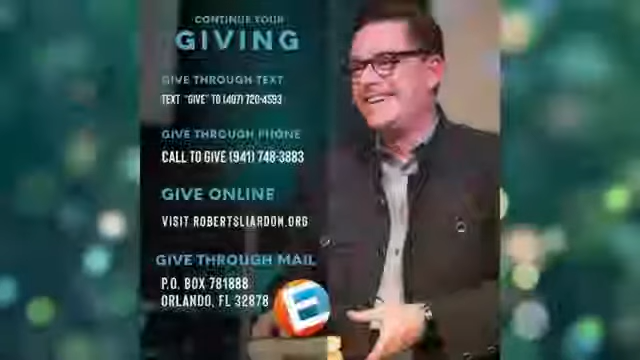 CONTINUE YOUR
GIVING
GIVE THROUGH TEXT
TEXT "GIVE" TO (407) 720-4593
GIVE THROUGH PHONE
CALL TO GIVE (941) 748-3883
GIVE ONLINE
VISIT ROBERTSLIARDON.ORG
GIVE THROUGH MAIL
P.O. BOX 781888
ORLANDO, FL 32878
E